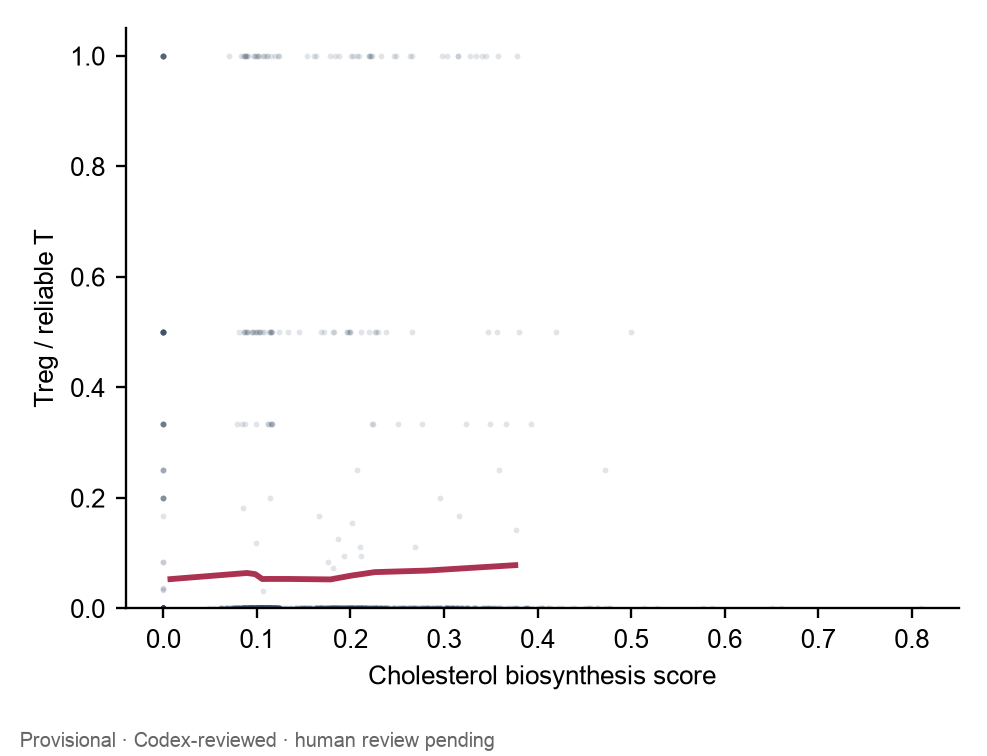 1.0
0.8
0.6
0.4
0.2
0.0
Treg / reliable T
0.0 0.1 0.2 0.3 0.4 0.5 0.6 0.7 0.8
Cholesterol biosynthesis score
Provisional · Codex-reviewed · human review pending